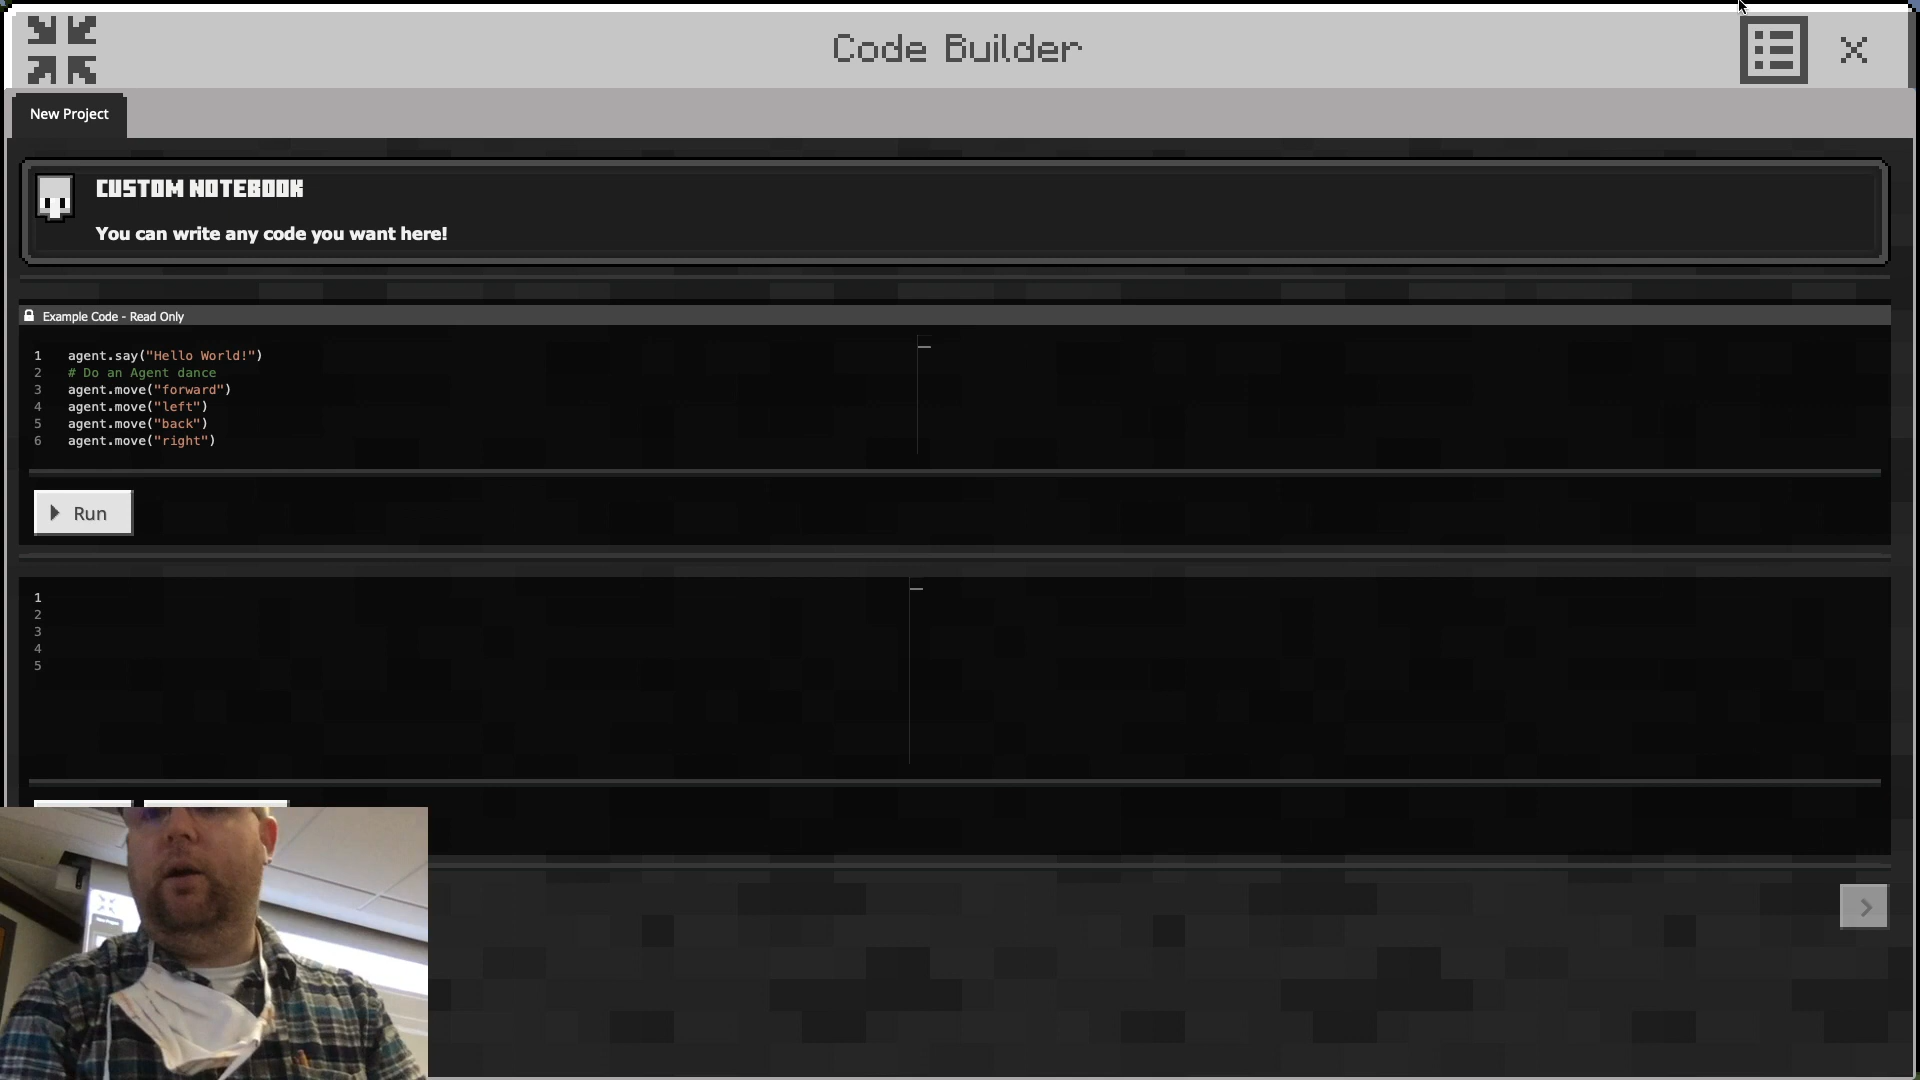 Code Builder
New Project
CUSTOM NOTEBOOK
You can write any code you want here!
Example Code - Read Only
1 agent.say("Hello World!")
2 # Do an Agent dance
3 agent.move("forward")
4 agent.move("left")
5 agent.move("back")
6 agent.move("right")
Run
1
2
3
4
5